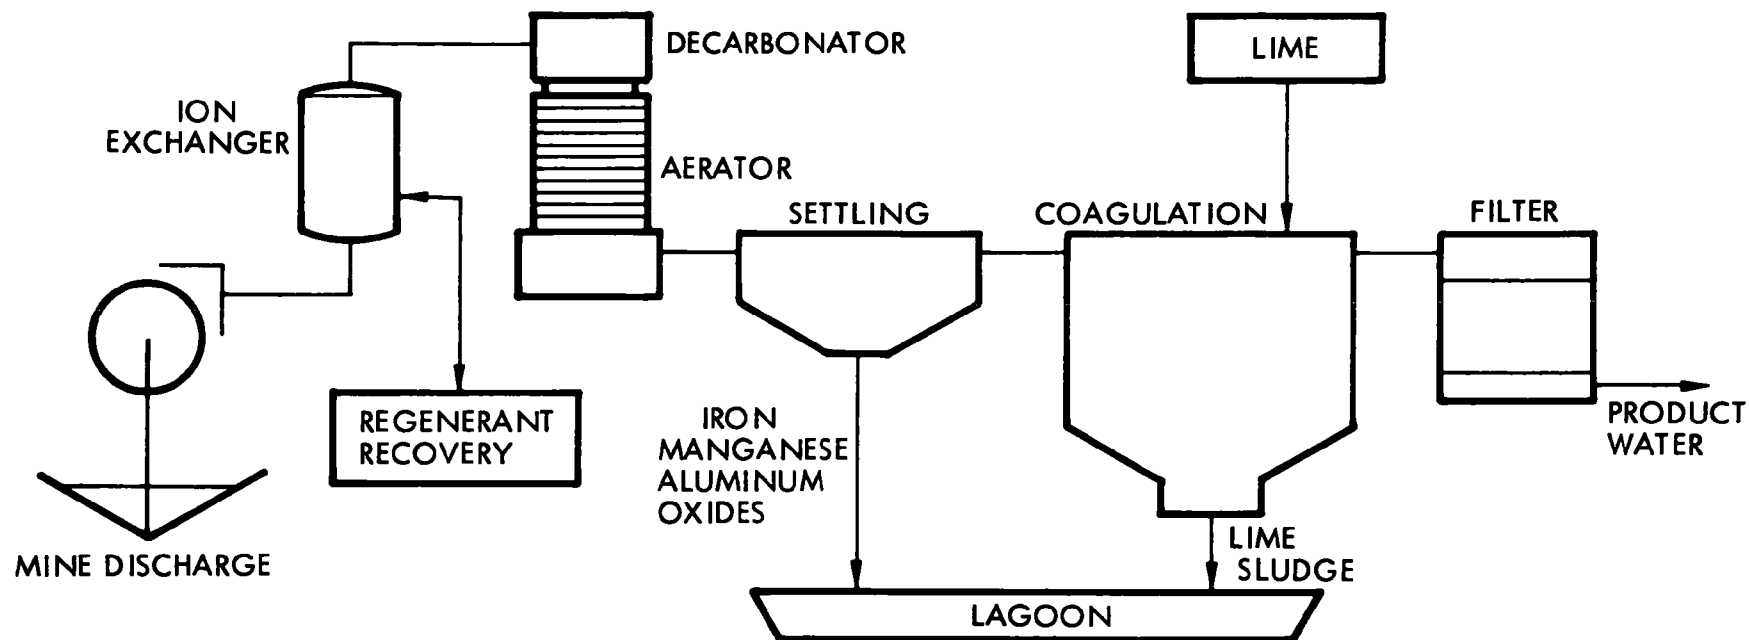 DECARBONATOR
LIME
ION
EXCHANGER
AERATOR
SETTLING
COAGULATION
FILTER
REGENERANT
RECOVERY
IRON
MANGANESE
ALUMINUM
OXIDES
PRODUCT
WATER
MINE DISCHARGE
LIME
SLUDGE
LAGOON